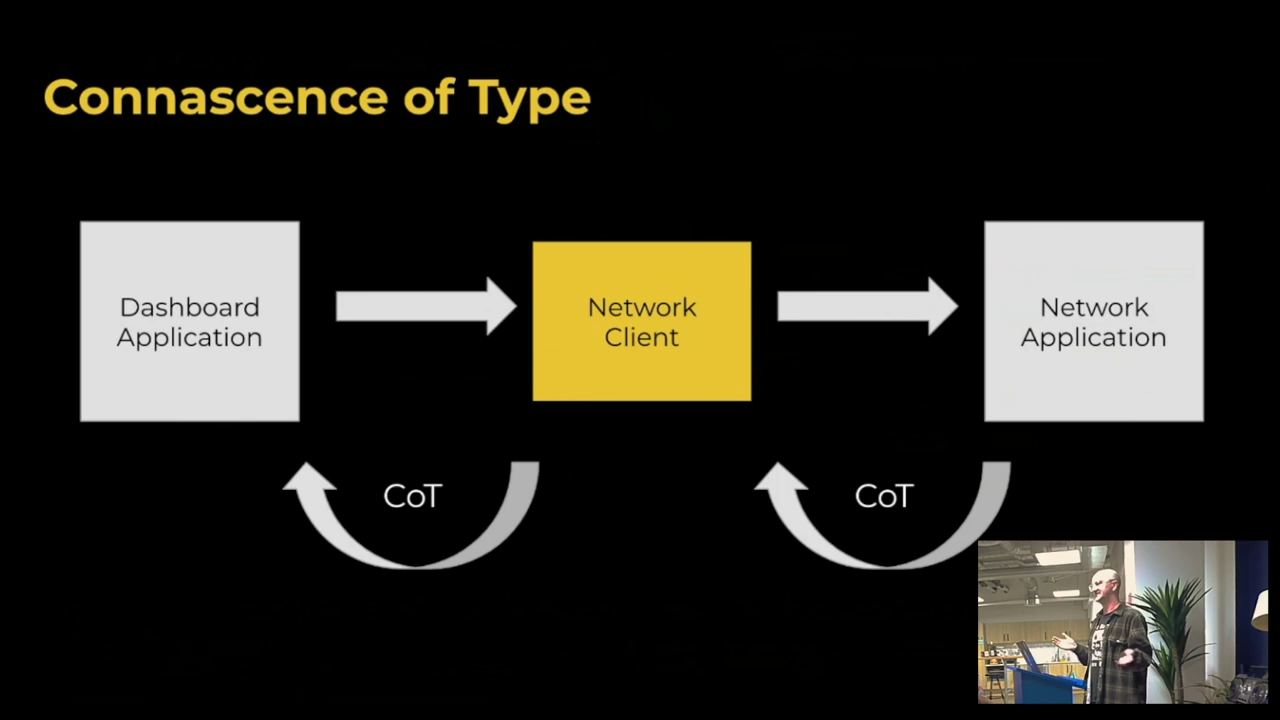 Connascence of Type
Dashboard
Application
Network
Client
Network
Application
CoT
CoT